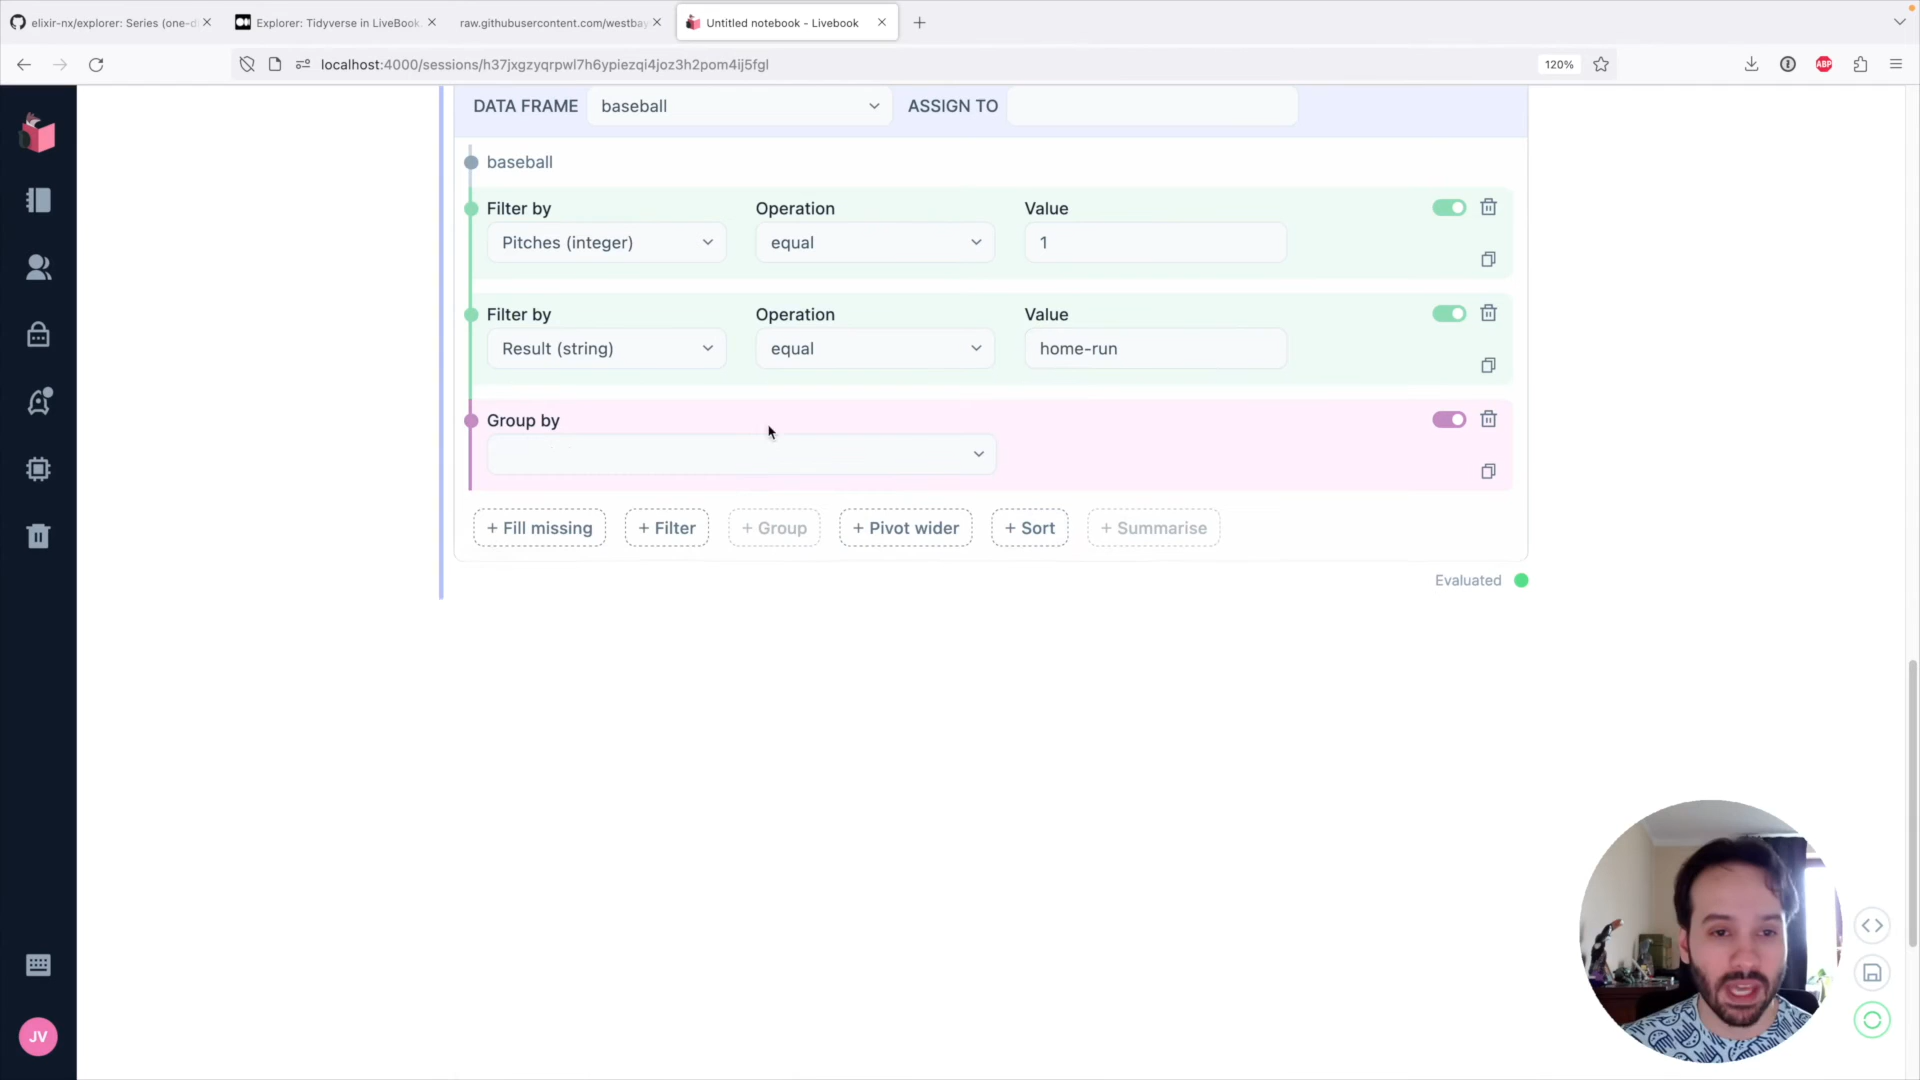 elixir-nx/explorer: Series (one-d
Explorer: Tidyverse in LiveBook
raw.githubusercontent.com/westbay
Untitled notebook - Livebook
localhost:4000/sessions/h37jxgzyqrpwl7h6ypiezqi4joz3h2pom4ij5fgl
120%
ABP
DATA FRAME baseball ASSIGN TO
baseball
Filter by Operation Value
Pitches (integer) equal 1
Filter by Operation Value
Result (string) equal home-run
Group by
+ Fill missing + Filter + Group + Pivot wider + Sort + Summarise
Evaluated
JV